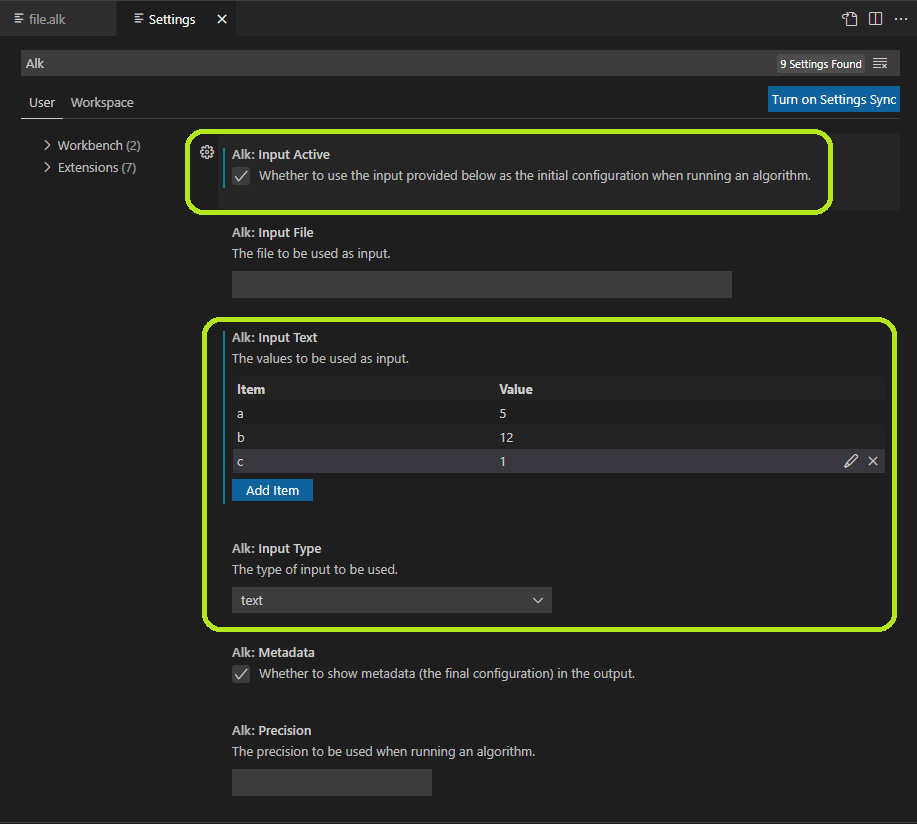 file.alk
Settings
Alk
9 Settings Found
User Workspace
Turn on Settings Sync
Workbench (2)
Extensions (7)
Alk: Input Active
Whether to use the input provided below as the initial configuration when running an algorithm.
Alk: Input File
The file to be used as input.
Alk: Input Text
The values to be used as input.
Item Value
a 5
b 12
c 1
Add Item
Alk: Input Type
The type of input to be used.
text
Alk: Metadata
Whether to show metadata (the final configuration) in the output.
Alk: Precision
The precision to be used when running an algorithm.